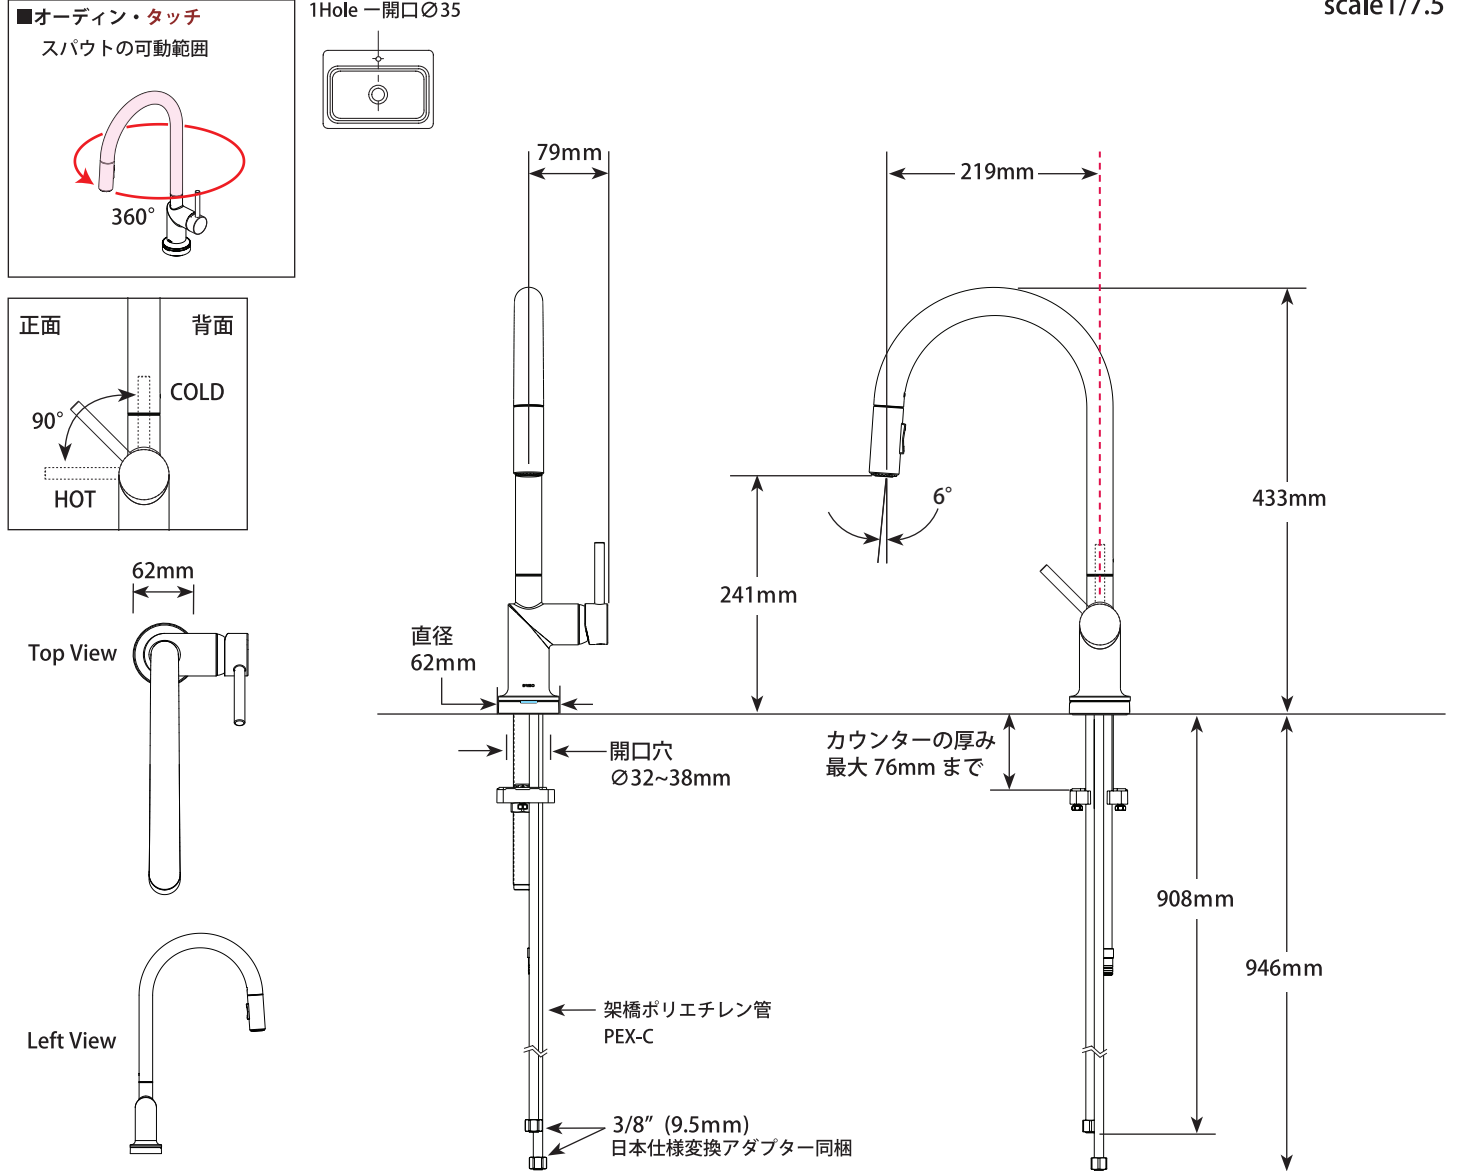 ■オーディン・タッチ
スパウトの可動範囲
360°
1Hole ー開口∅35
scale1/7.5
正面
背面
COLD
90°
HOT
62mm
Top View
Left View
79mm
219mm
6°
433mm
241mm
直径
62mm
開口穴
∅32~38mm
カウンターの厚み
最大 76mm まで
908mm
946mm
架橋ポリエチレン管
PEX-C
3/8” (9.5mm)
日本仕様変換アダプター同梱